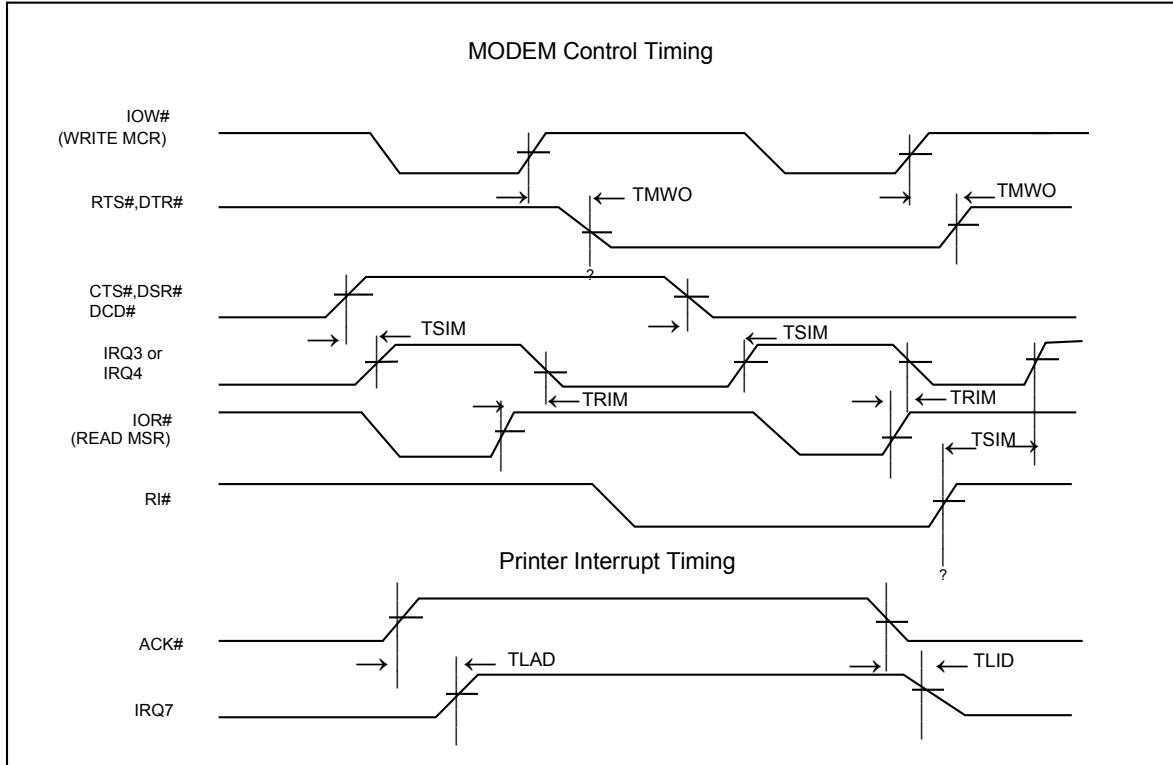 MODEM Control Timing
IOW#
(WRITE MCR)
RTS#,DTR#
TMWO
TMWO
?
CTS#,DSR#
DCD#
TSIM
TSIM
IRQ3 or
IRQ4
TRIM
TRIM
IOR#
(READ MSR)
TSIM
RI#
?
Printer Interrupt Timing
ACK#
TLAD
TLID
IRQ7